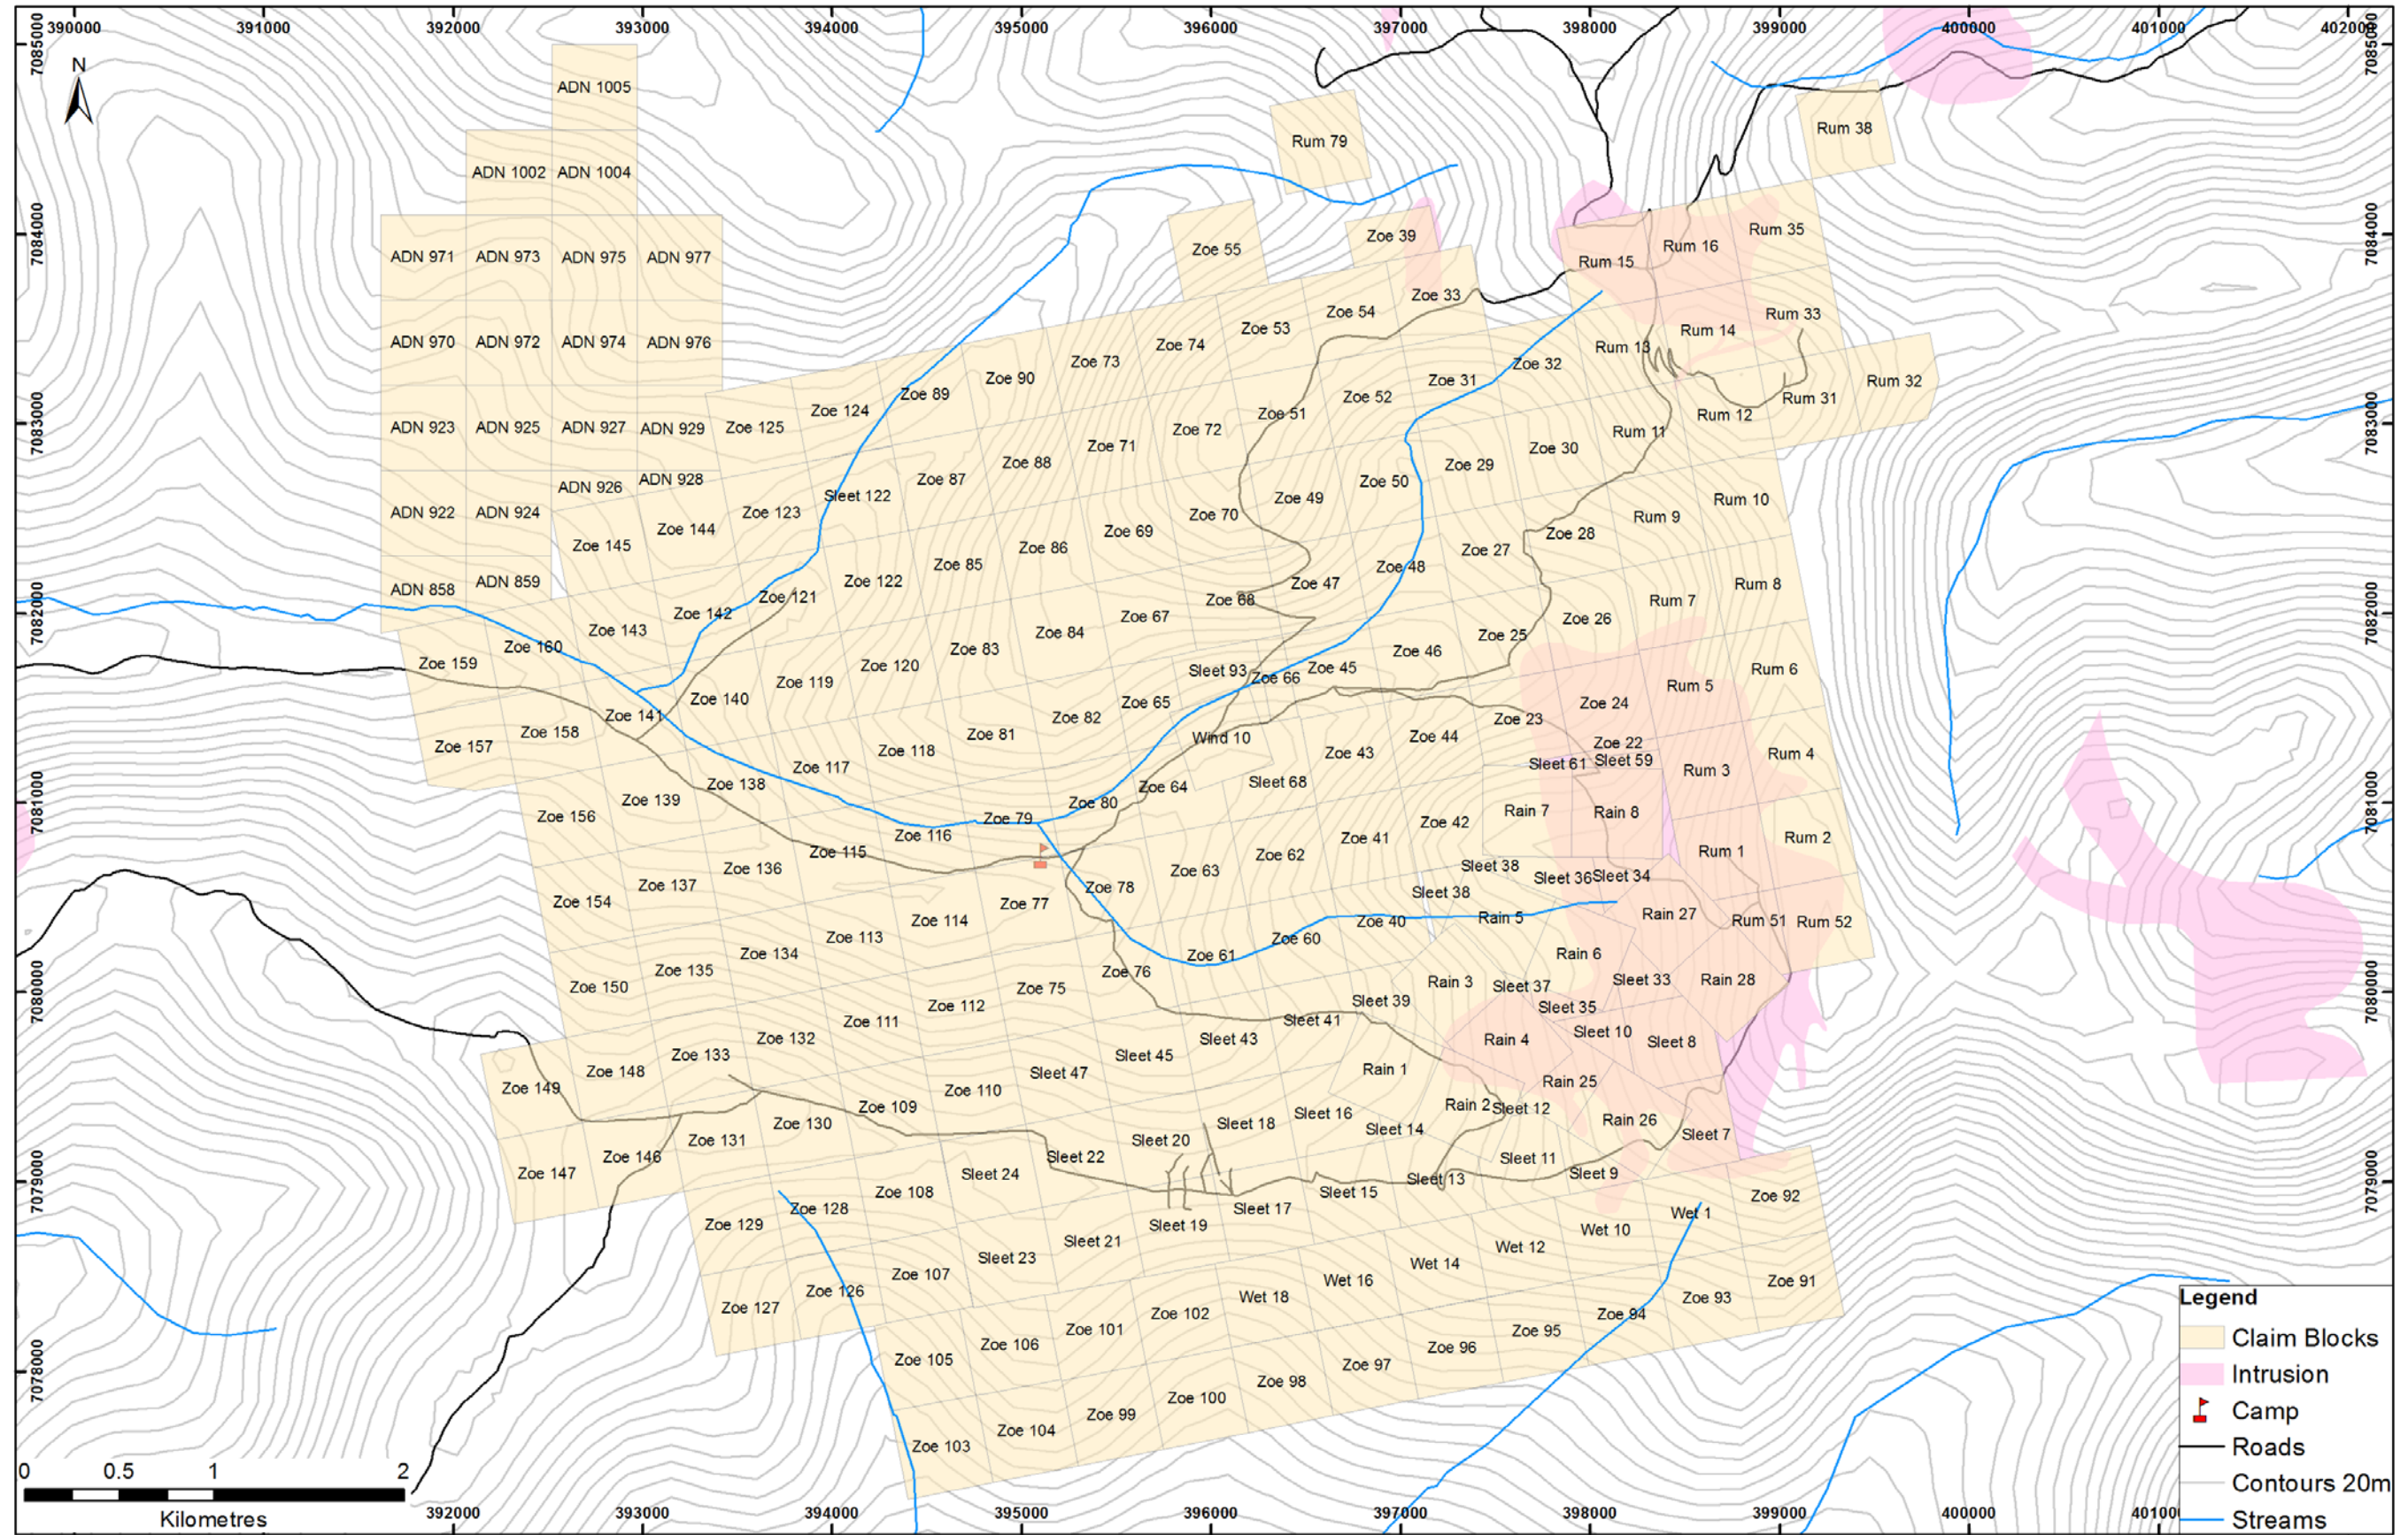 390000 391000 392000 393000 394000 395000 396000 397000 398000 399000 400000 401000 402000
7085000 7085000
N
ADN 1005
Rum 38
Rum 79
ADN 1002 ADN 1004
7084000 7084000
Rum 35
Zoe 39
Rum 16
Zoe 55
ADN 971 ADN 973 ADN 975 ADN 977
Rum 15
Zoe 33
Zoe 54
Rum 33
Zoe 53
Rum 14
ADN 970 ADN 972 ADN 974 ADN 976
Zoe 74
Rum 13
Zoe 73
Zoe 32
Zoe 90
Zoe 31
Rum 32
Zoe 89
Zoe 52
Rum 31
7083000 7083000
Zoe 124
Zoe 51
Rum 12
ADN 923 ADN 925 ADN 927 ADN 929 Zoe 125
Zoe 72
Rum 11
Zoe 71
Zoe 30
Zoe 88
Zoe 29
Zoe 87
Zoe 50
ADN 926 ADN 928
Sleet 122
Zoe 49
Rum 10
ADN 922 ADN 924
Zoe 123
Zoe 70
Rum 9
Zoe 144
Zoe 69
Zoe 28
Zoe 145
Zoe 86
Zoe 27
Zoe 85
Zoe 48
ADN 858 ADN 859
Zoe 122
Zoe 47
Rum 8
7082000 7082000
Zoe 121
Zoe 68
Rum 7
Zoe 142
Zoe 67
Zoe 26
Zoe 143
Zoe 84
Zoe 25
Zoe 160
Zoe 83
Zoe 46
Zoe 159
Zoe 120
Sleet 93 Zoe 66 Zoe 45
Rum 6
Zoe 119
Rum 5
Zoe 140
Zoe 65
Zoe 24
Zoe 141
Zoe 82
Zoe 23
Zoe 158
Zoe 81
Wind 10
Zoe 44
Zoe 157
Zoe 118
Zoe 43
Zoe 22
Rum 4
Sleet 61 Sleet 59
Zoe 117
Rum 3
Zoe 138
Zoe 64
Sleet 68
7081000 7081000
Zoe 139
Zoe 80
Rain 7 Rain 8
Zoe 156
Zoe 79
Zoe 42
Zoe 116
Zoe 41
Rum 2
Zoe 115
Zoe 62
Rum 1
Zoe 136
Zoe 63
Sleet 38
Zoe 137
Zoe 78
Sleet 36 Sleet 34
Zoe 154
Zoe 77
Sleet 38
Zoe 114
Zoe 40
Rain 5
Rain 27
Rum 51 Rum 52
Zoe 113
Zoe 60
Zoe 134
Zoe 61
Rain 6
7080000 7080000
Zoe 135
Zoe 76
Zoe 150
Zoe 75
Rain 3
Sleet 37
Sleet 33
Rain 28
Zoe 112
Sleet 39
Sleet 35
Zoe 111
Sleet 41
Sleet 10
Zoe 132
Sleet 43
Rain 4
Sleet 8
Zoe 133
Sleet 45
Zoe 148
Sleet 47
Rain 1
Zoe 149
Zoe 110
Rain 25
Zoe 109
Sleet 16
Rain 2 Sleet 12
Zoe 130
Sleet 18
Sleet 14
Rain 26
Zoe 131
Sleet 20
Sleet 7
7079000 7079000
Zoe 146
Sleet 22
Sleet 11
Zoe 147
Sleet 24
Sleet 13
Sleet 9
Zoe 108
Sleet 15
Zoe 92
Zoe 128
Sleet 17
Wet 1
Zoe 129
Sleet 19
Wet 10
Sleet 21
Wet 12
Sleet 23
Wet 14
Zoe 107
Wet 16
Zoe 91
Zoe 126
Wet 18
Zoe 93
Zoe 127
Zoe 102
Zoe 94
Zoe 101
Zoe 95
7078000
Zoe 106
Zoe 96
Zoe 105
Zoe 97
Zoe 98
Zoe 100
Zoe 99
Zoe 104
Zoe 103
Legend
Claim Blocks
Intrusion
Camp
Roads
Contours 20m
Streams
0 0.5 1 2
Kilometres
392000 393000 394000 395000 396000 397000 398000 399000 400000 401000